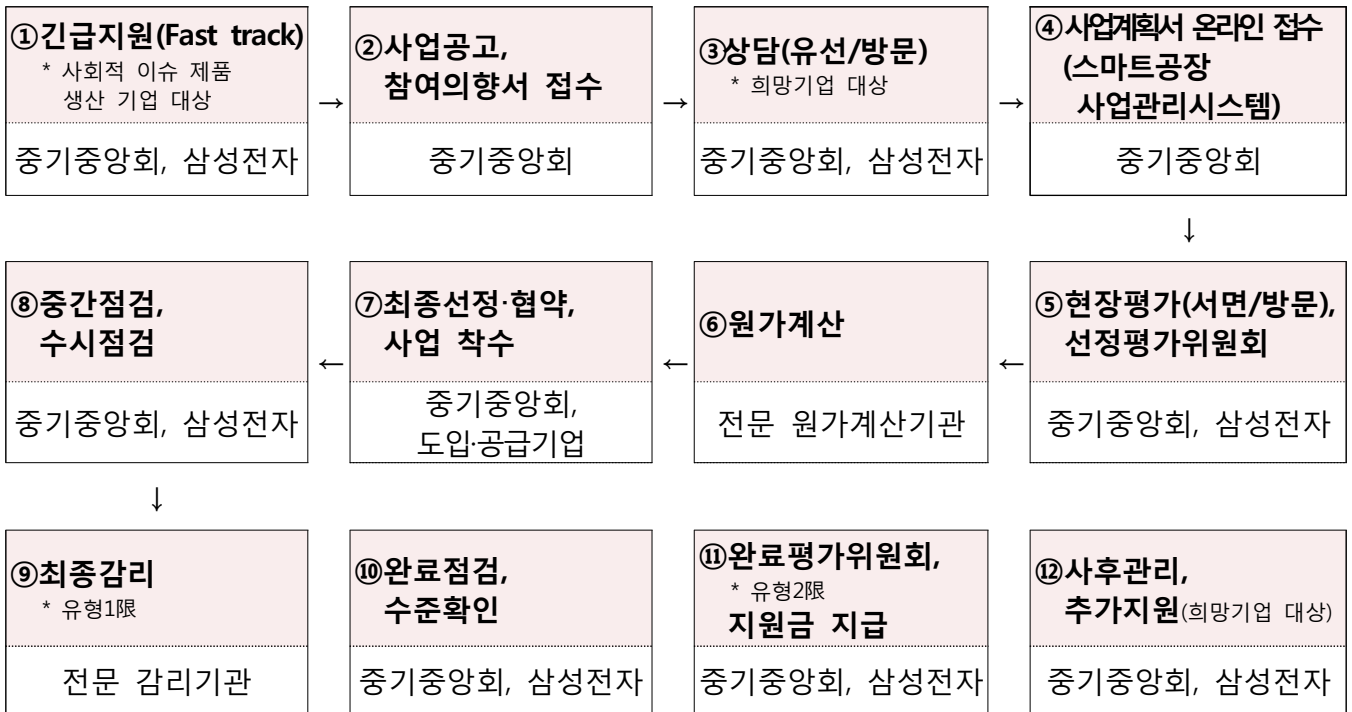 ①긴급지원(Fast track)
* 사회적 이슈 제품
생산 기업 대상
중기중앙회, 삼성전자
→
②사업공고,
참여의향서 접수
중기중앙회
→
③상담(유선/방문)
* 희망기업 대상
중기중앙회, 삼성전자
→
④사업계획서 온라인 접수
(스마트공장
사업관리시스템)
중기중앙회
↓
⑤현장평가(서면/방문),
선정평가위원회
중기중앙회, 삼성전자
←
⑥원가계산
전문 원가계산기관
←
⑦최종선정·협약,
사업 착수
중기중앙회,
도입·공급기업
←
⑧중간점검,
수시점검
중기중앙회, 삼성전자
↓
⑨최종감리
* 유형1限
전문 감리기관
⑩완료점검,
수준확인
중기중앙회, 삼성전자
⑪완료평가위원회,
* 유형2限
지원금 지급
중기중앙회, 삼성전자
⑫사후관리,
추가지원(희망기업 대상)
중기중앙회, 삼성전자